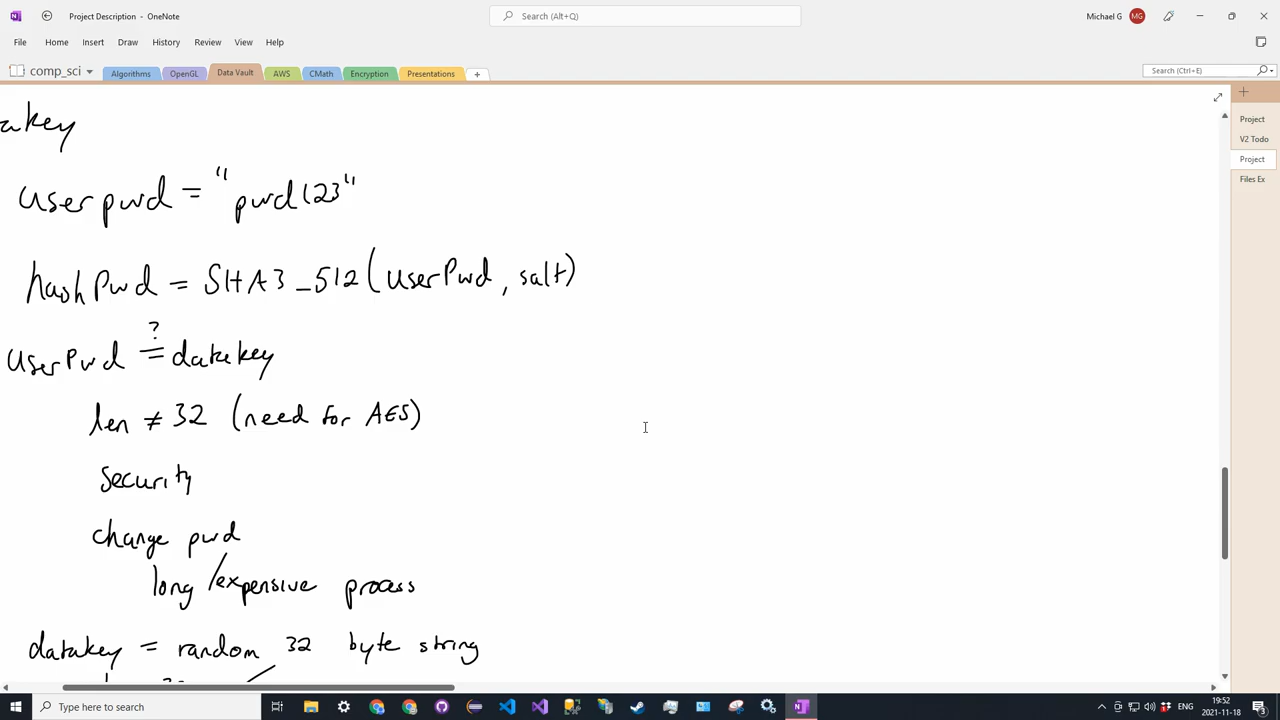 Project Description - OneNote
Search (Alt+Q)
Michael G
MG
File Home Insert Draw History Review View Help
comp_sci
Algorithms OpenGL Data Vault AWS CMath Encryption Presentations
Search (Ctrl+E)
Project
V2 Todo
Project
Files Ex
akey
userpwd = "pwd123"
hashPwd = SHA3_512(userPwd, salt)
?
UserPwd = datakey
len ≠ 32 (need for AES)
Security
change pwd
long/expensive process
datakey = random 32 byte string
Type here to search
ENG
19:52
2021-11-18